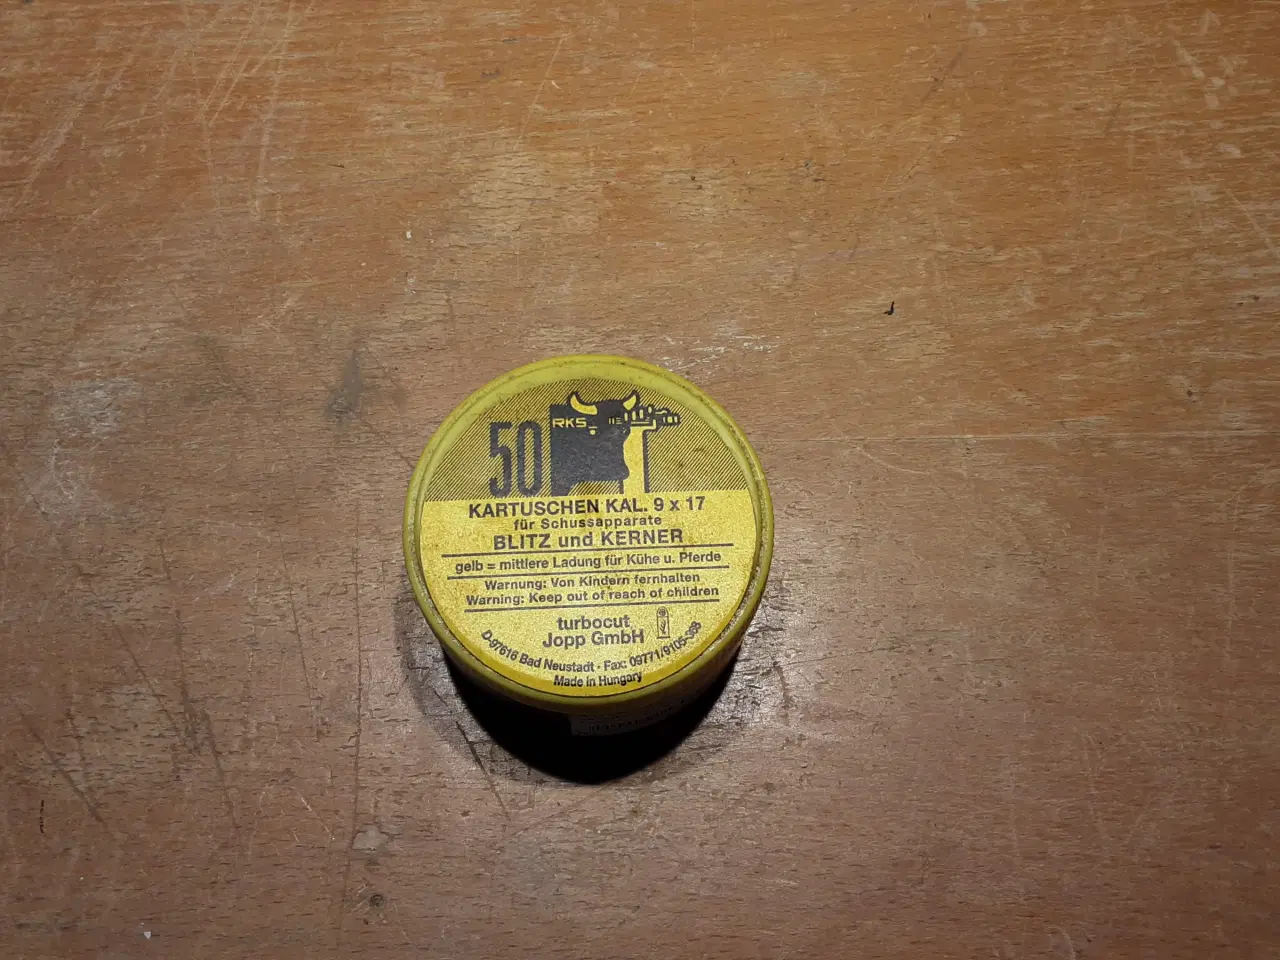 50
RKS
KARTUSCHEN KAL. 9 x 17
für Schussapparate
BLITZ und KERNER
gelb = mittlere Ladung für Kühe u. Pferde
Warnung: Von Kindern fernhalten
Warning: Keep out of reach of children
turbocut
Jopp GmbH
D-97616 Bad Neustadt · Fax: 09771/9105-368
Made in Hungary